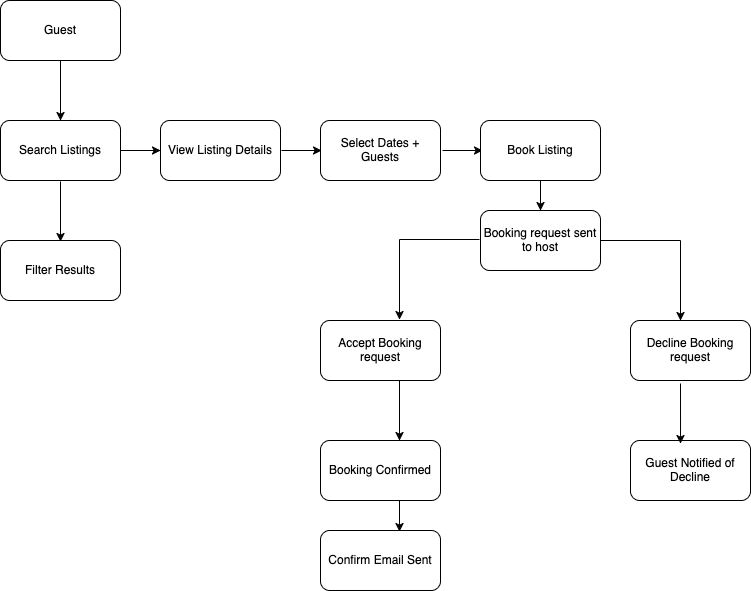 Guest
Search Listings
View Listing Details
Select Dates +
Guests
Book Listing
Booking request sent
to host
Filter Results
Accept Booking
request
Decline Booking
request
Booking Confirmed
Guest Notified of
Decline
Confirm Email Sent